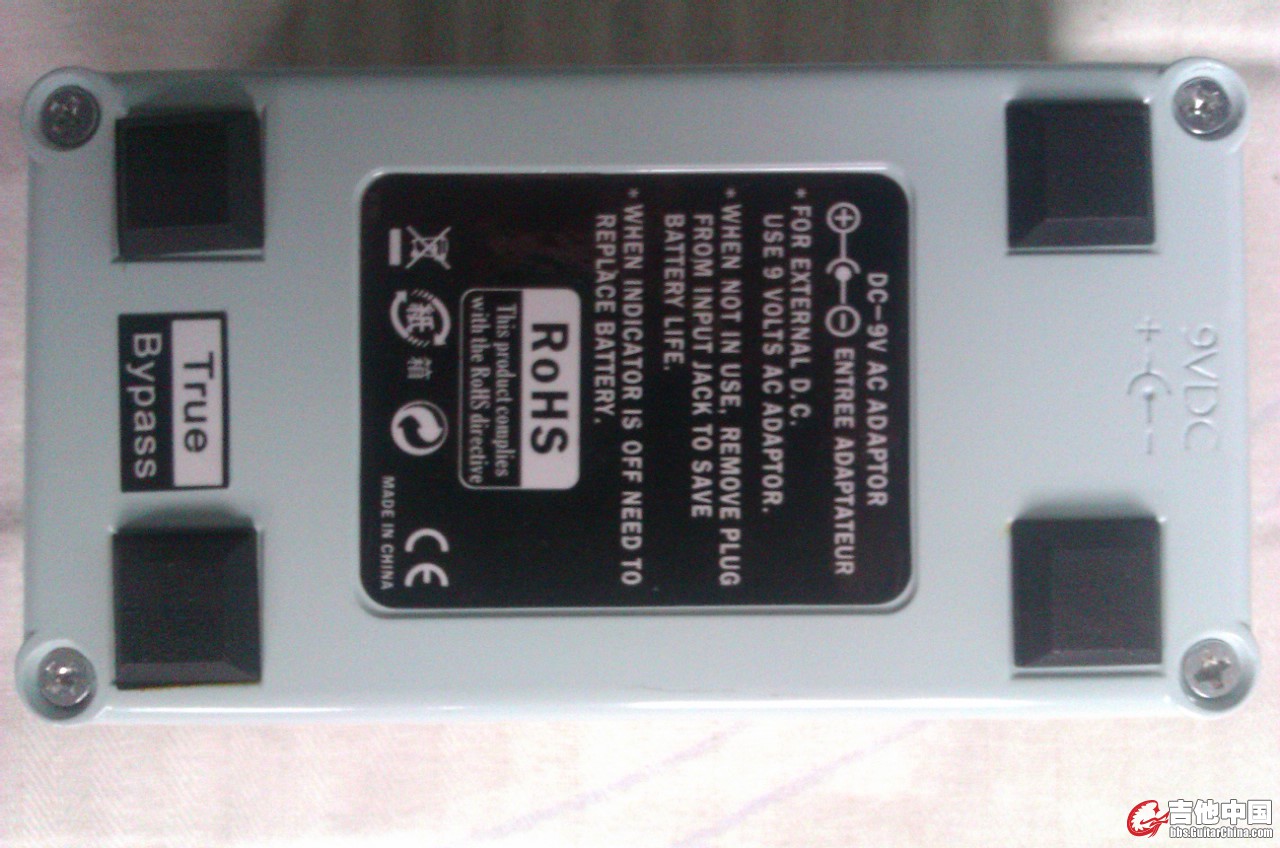 9VDC
+ -
DC-9V AC ADAPTOR
+ - ENTREE ADAPTATEUR
* FOR EXTERNAL D.C.
USE 9 VOLTS AC ADAPTOR.
* WHEN NOT IN USE, REMOVE PLUG
FROM INPUT JACK TO SAVE
BATTERY LIFE.
* WHEN INDICATOR IS OFF NEED TO
REPLACE BATTERY.
RoHS
This product complies
with the RoHS directive
紙 箱
CE
MADE IN CHINA
True
Bypass
吉他中国
bbs.GuitarChina.com